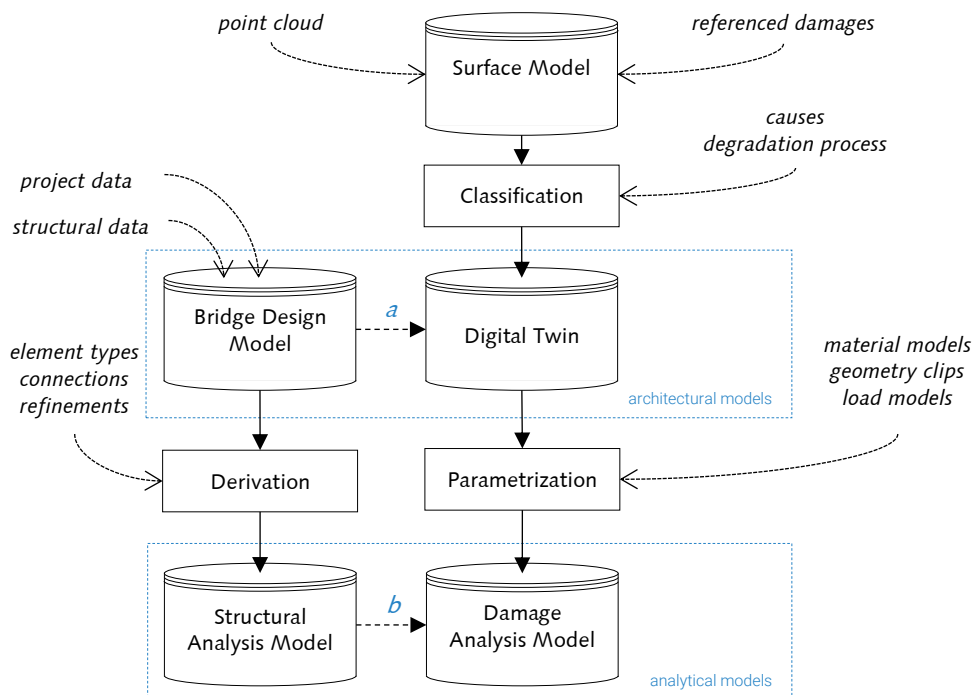 point cloud
referenced damages
Surface Model
causes
degradation process
Classification
project data
structural data
Bridge Design
Model
a
Digital Twin
architectural models
element types
connections
refinements
material models
geometry clips
load models
Derivation
Parametrization
Structural
Analysis Model
b
Damage
Analysis Model
analytical models